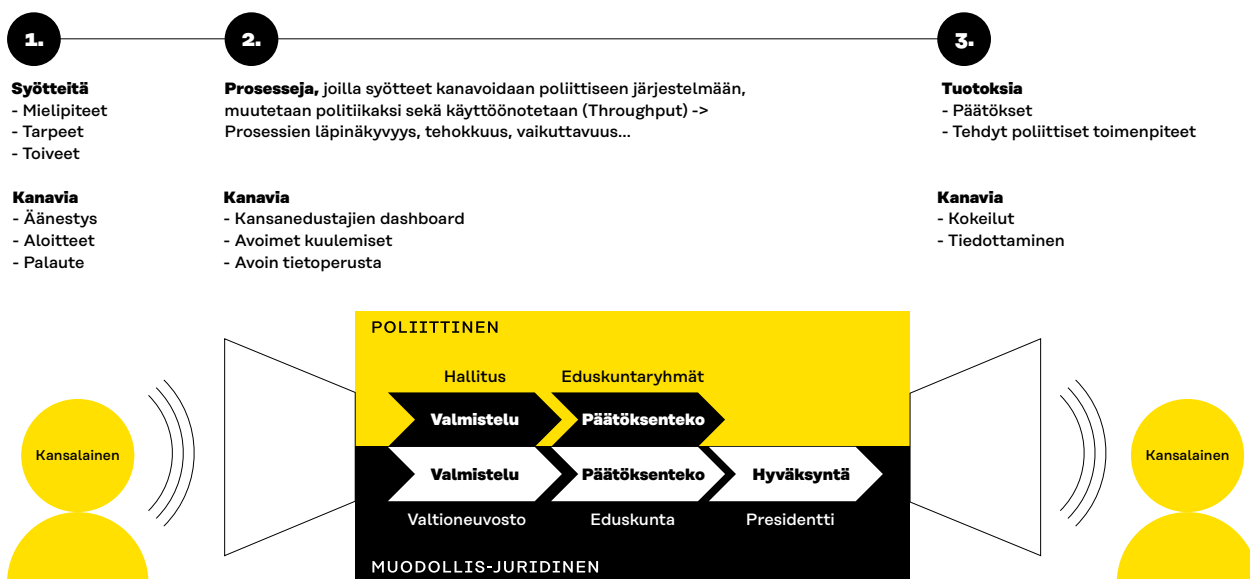 1.
2.
3.
Syötteitä
- Mielipiteet
- Tarpeet
- Toiveet
Kanavia
- Äänestys
- Aloitteet
- Palaute
Prosesseja, joilla syötteet kanavoidaan poliittiseen järjestelmään,
muutetaan politiikaksi sekä käyttöönotetaan (Throughput) ->
Prosessien läpinäkyvyys, tehokkuus, vaikuttavuus...
Kanavia
- Kansanedustajien dashboard
- Avoimet kuulemiset
- Avoin tietoperusta
Tuotoksia
- Päätökset
- Tehdyt poliittiset toimenpiteet
Kanavia
- Kokeilut
- Tiedottaminen
Kansalainen
POLIITTINEN
Hallitus
Eduskuntaryhmät
Valmistelu
Päätöksenteko
Valmistelu
Päätöksenteko
Hyväksyntä
Valtioneuvosto
Eduskunta
Presidentti
MUODOLLIS-JURIDINEN
Kansalainen